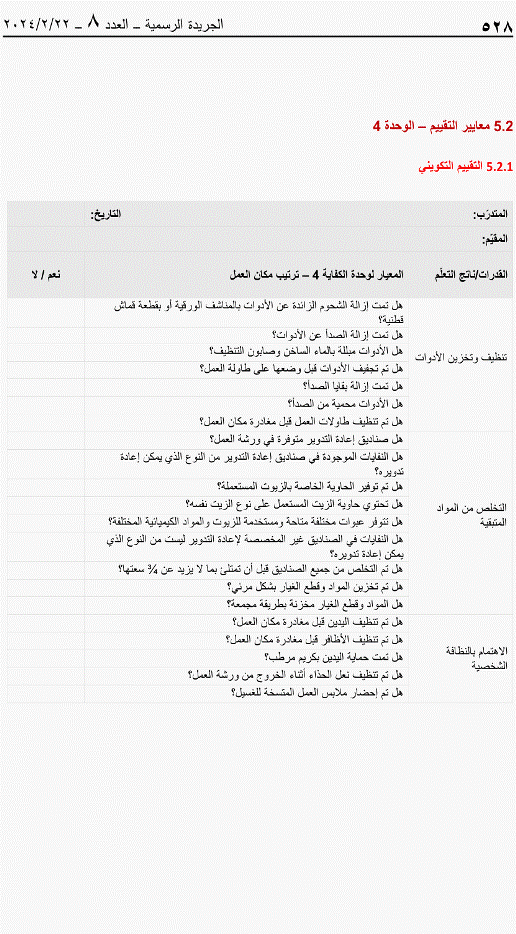 ٥٢٨
الجريدة الرسمية ـ العدد ٨ ـ ٢٠٢٤/٢/٢٢
5.2 معايير التقييم – الوحدة 4
5.2.1 التقييم التكويني
المتدرّب:
التاريخ:
المقيّم:
القدرات/ناتج التعلّم
المعيار لوحدة الكفاية 4 – ترتيب مكان العمل
نعم / لا
تنظيف وتخزين الأدوات
هل تمت إزالة الشحوم الزائدة عن الأدوات بالمناشف الورقية أو بقطعة قماش
قطنية؟
هل تمت إزالة الصدأ عن الأدوات؟
هل الأدوات مبللة بالماء الساخن وصابون التنظيف؟
هل تم تجفيف الأدوات قبل وضعها على طاولة العمل؟
هل تمت إزالة بقايا الصدأ؟
هل الأدوات محمية من الصدأ؟
هل تم تنظيف طاولات العمل قبل مغادرة مكان العمل؟
التخلص من المواد
المتبقية
هل صناديق إعادة التدوير متوفرة في ورشة العمل؟
هل النفايات الموجودة في صناديق إعادة التدوير من النوع الذي يمكن إعادة
تدويره؟
هل تم توفير الحاوية الخاصة بالزيوت المستعملة؟
هل تحتوي حاوية الزيت المستعمل على نوع الزيت نفسه؟
هل تتوفر عبوات مختلفة متاحة ومستخدمة للزيوت والمواد الكيميائية المختلفة؟
هل النفايات في الصناديق غير المخصصة لإعادة التدوير ليست من النوع الذي
يمكن إعادة تدويره؟
هل تم التخلص من جميع الصناديق قبل أن تمتلئ بما لا يزيد عن ¾ سعتها؟
هل تم تخزين المواد وقطع الغيار بشكل مرئي؟
هل المواد وقطع الغيار مخزنة بطريقة مجمعة؟
الاهتمام بالنظافة
الشخصية
هل تم تنظيف اليدين قبل مغادرة مكان العمل؟
هل تم تنظيف الأظافر قبل مغادرة مكان العمل؟
هل تمت حماية اليدين بكريم مرطب؟
هل تم تنظيف نعل الحذاء أثناء الخروج من ورشة العمل؟
هل تم إحضار ملابس العمل المتسخة للغسيل؟